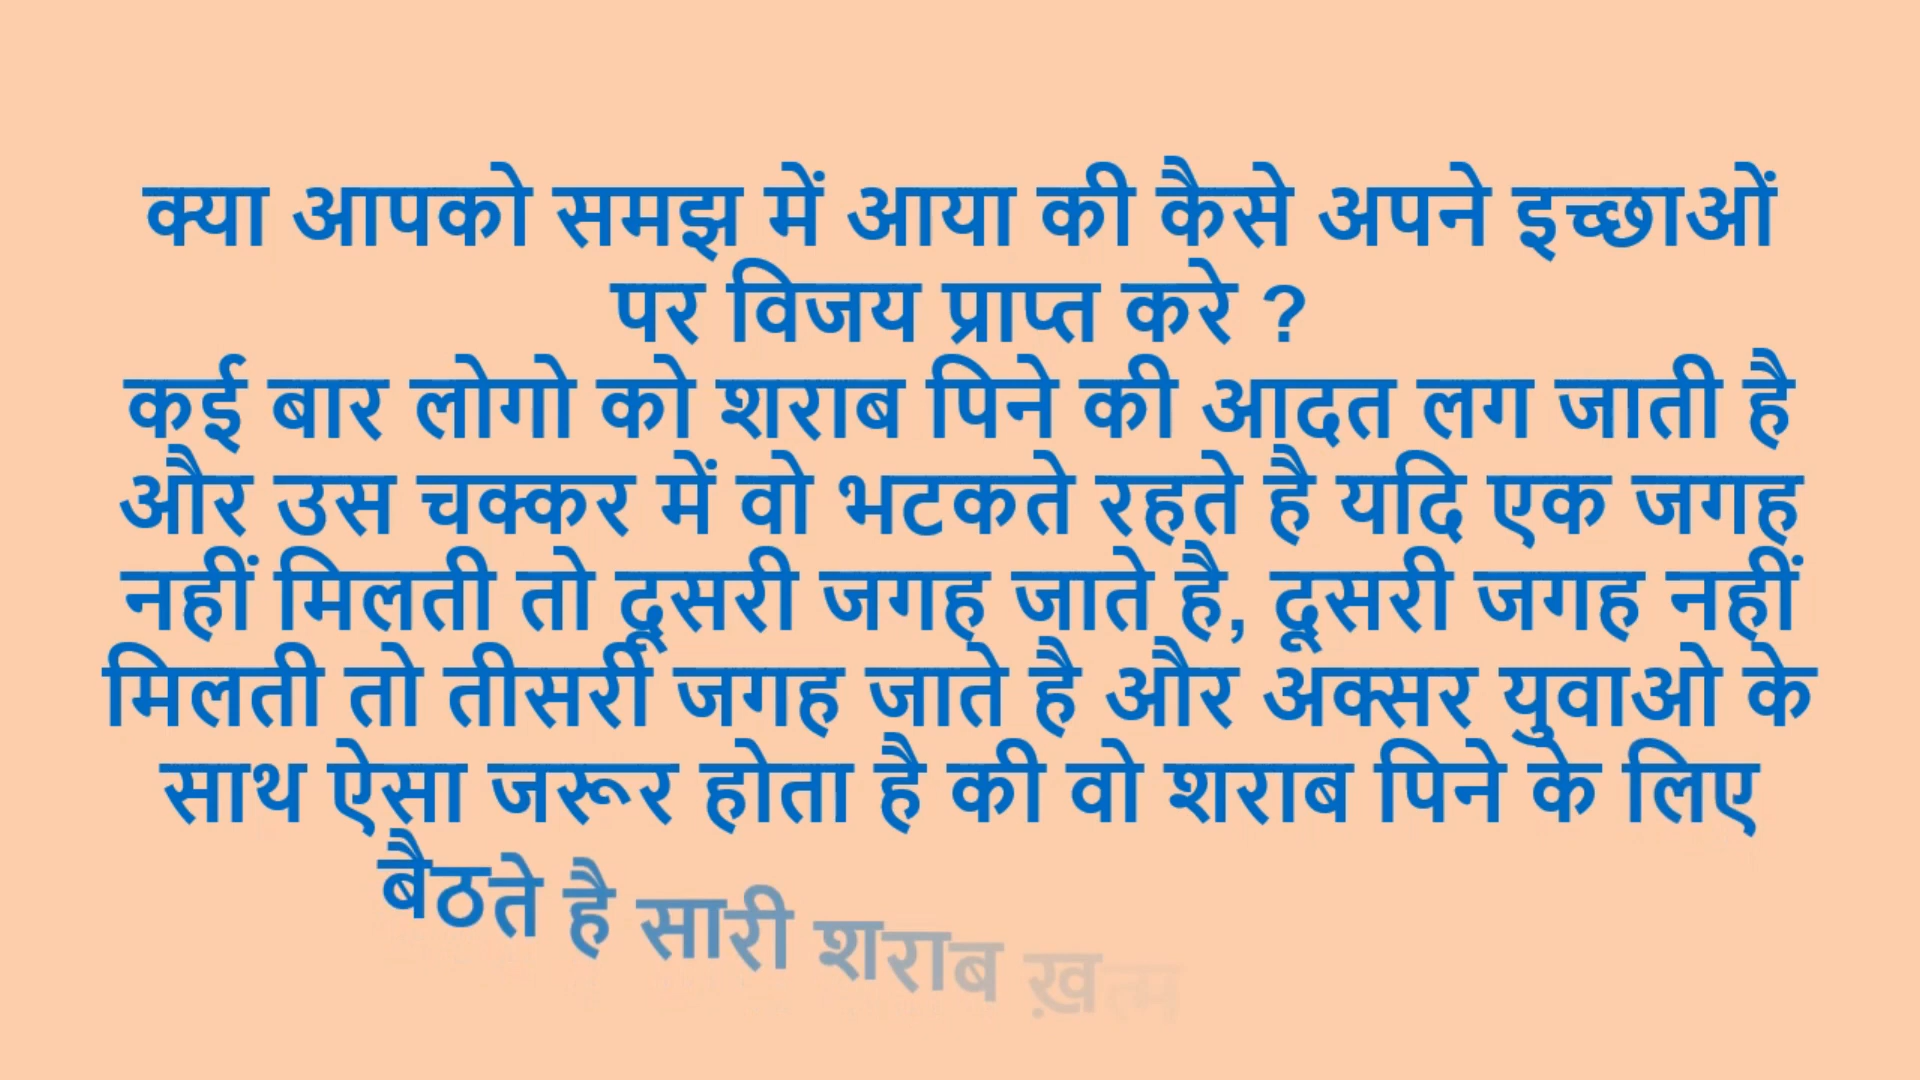 क्या आपको समझ में आया की कैसे अपने इच्छाओं
पर विजय प्राप्त करे ?
कई बार लोगो को शराब पिने की आदत लग जाती है
और उस चक्कर में वो भटकते रहते है यदि एक जगह
नहीं मिलती तो दूसरी जगह जाते है, दूसरी जगह नहीं
मिलती तो तीसरी जगह जाते है और अक्सर युवाओ के
साथ ऐसा जरूर होता है की वो शराब पिने के लिए
बैठते है सारी शराब ख़त्म